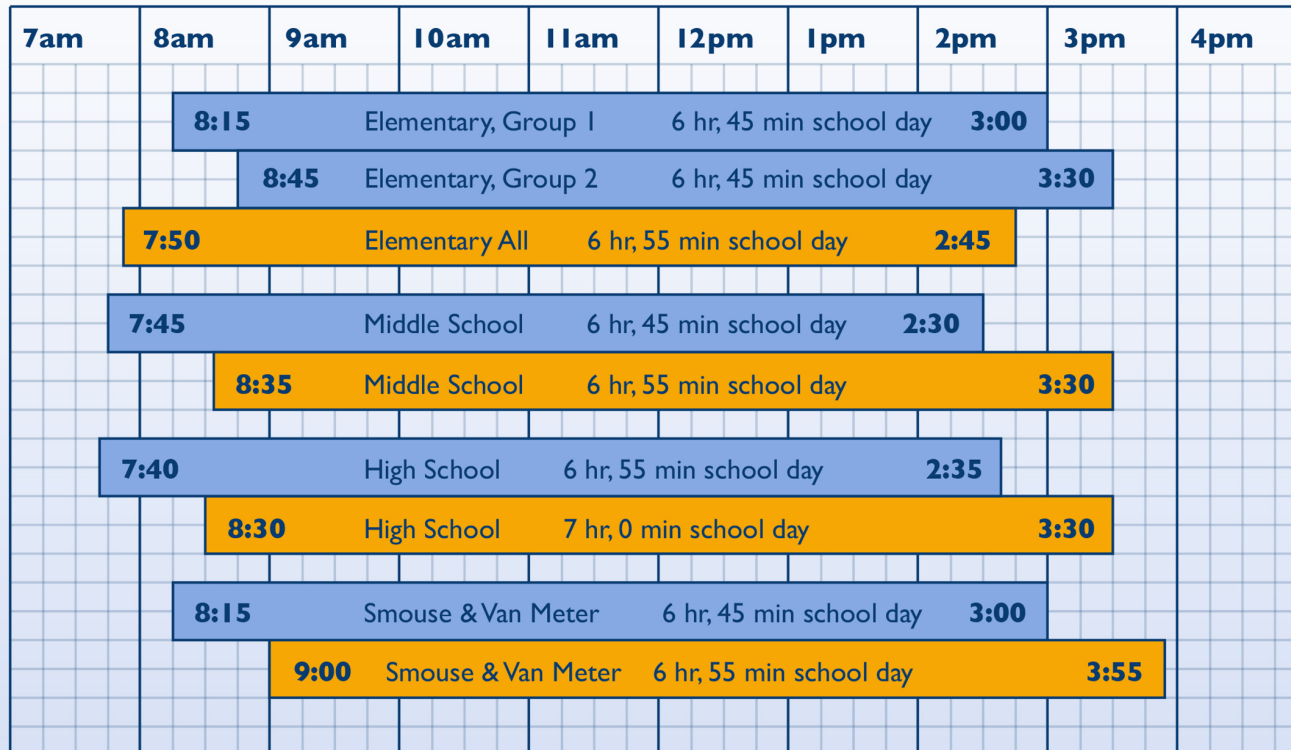 7am 8am 9am 10am 11am 12pm 1pm 2pm 3pm 4pm
8:15 Elementary, Group 1 6 hr, 45 min school day 3:00
8:45 Elementary, Group 2 6 hr, 45 min school day 3:30
7:50 Elementary All 6 hr, 55 min school day 2:45
7:45 Middle School 6 hr, 45 min school day 2:30
8:35 Middle School 6 hr, 55 min school day 3:30
7:40 High School 6 hr, 55 min school day 2:35
8:30 High School 7 hr, 0 min school day 3:30
8:15 Smouse & Van Meter 6 hr, 45 min school day 3:00
9:00 Smouse & Van Meter 6 hr, 55 min school day 3:55